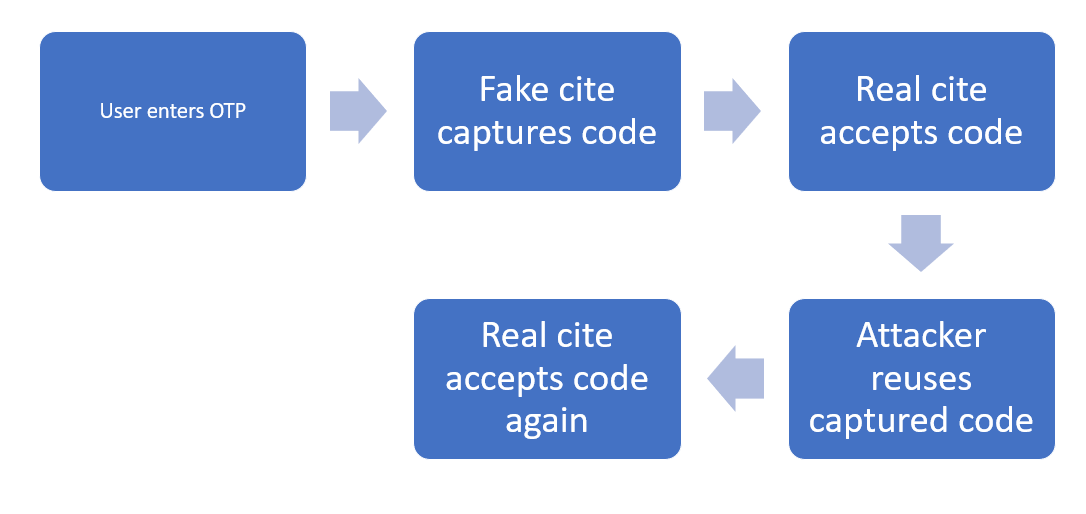 User enters OTP
Fake cite
captures code
Real cite
accepts code
Attacker
reuses
captured code
Real cite
accepts code
again